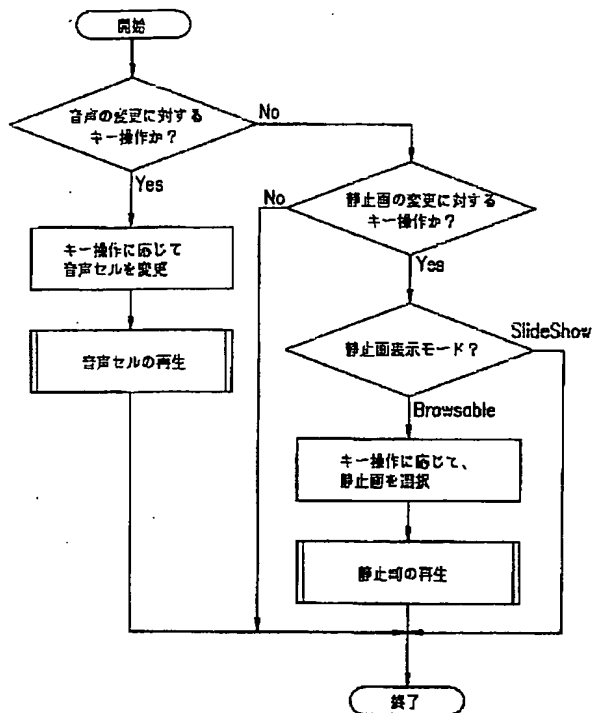 開始
音声の変更に対する
キー操作か？
No
Yes
静止画の変更に対する
キー操作か？
No
Yes
キー操作に応じて
音声セルを変更
音声セルの再生
静止画表示モード？
SlideShow
Browsable
キー操作に応じて、
静止画を選択
静止画の再生
終了